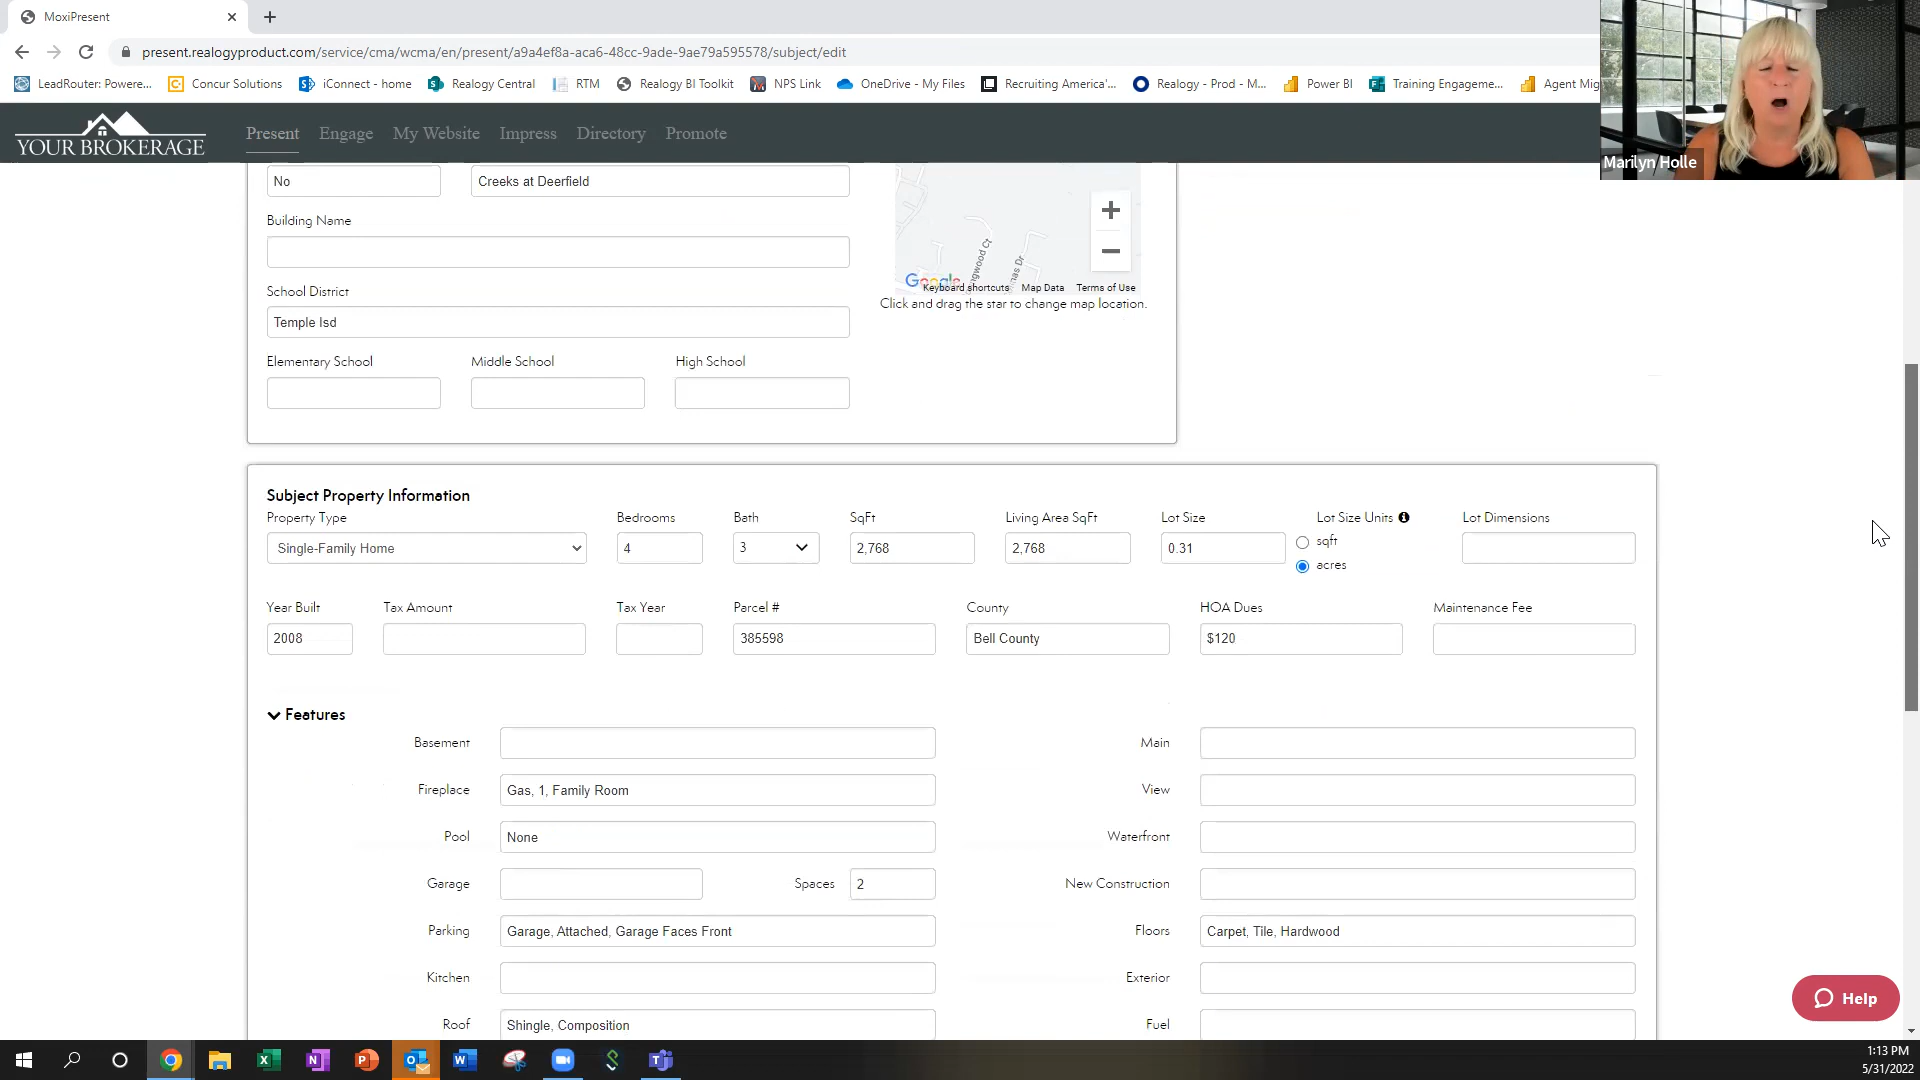 MoxiPresent
present.realogyproduct.com/service/cma/wcma/en/present/a9a4ef8a-aca6-48cc-9ade-9ae79a595578/subject/edit
LeadRouter: Powere... Concur Solutions iConnect - home Realogy Central RTM Realogy BI Toolkit NPS Link OneDrive - My Files Recruiting America'... Realogy - Prod - M... Power BI Training Engageme... Agent Mig
YOUR BROKERAGE Present Engage My Website Impress Directory Promote
Marilyn Holle
No Creeks at Deerfield
Building Name
Google Keyboard shortcuts Map Data Terms of Use
Click and drag the star to change map location.
School District
Temple Isd
Elementary School Middle School High School
Subject Property Information
Property Type Bedrooms Bath SqFt Living Area SqFt Lot Size Lot Size Units Lot Dimensions
Single-Family Home 4 3 2,768 2,768 0.31 sqft
acres
Year Built Tax Amount Tax Year Parcel # County HOA Dues Maintenance Fee
2008 385598 Bell County $120
Features
Basement Main
Fireplace Gas, 1, Family Room View
Pool None Waterfront
Garage Spaces 2 New Construction
Parking Garage, Attached, Garage Faces Front Floors Carpet, Tile, Hardwood
Kitchen Exterior
Help
Roof Shingle, Composition Fuel
1:13 PM
5/31/2022